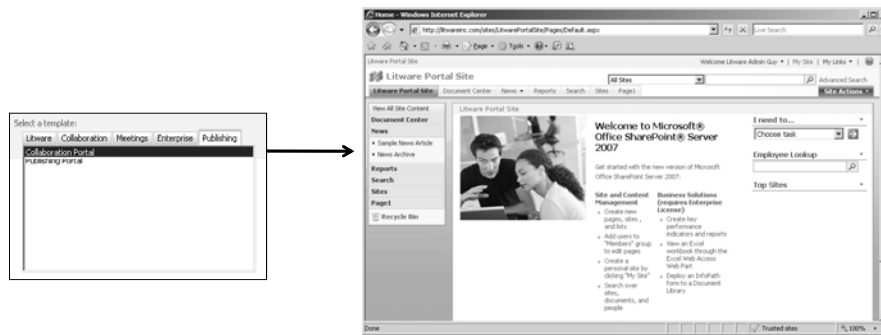 Select a template:
Litware Collaboration Meetings Enterprise Publishing
Collaboration Portal
Publishing Portal
Home - Windows Internet Explorer
http://litwareinc.com/sites/LitwarePortalSite/Pages/Default.aspx
Live Search
Page Tools
Litware Portal Site
Welcome Litware Admin Guy My Site My Links
Litware Portal Site
All Sites
Advanced Search
Litware Portal Site Document Center News Reports Search Sites Page1
Site Actions
View All Site Content
Document Center
News
Sample News Article
News Archive
Reports
Search
Sites
Page1
Recycle Bin
Litware Portal Site
Welcome to Microsoft®
Office SharePoint® Server
2007
Get started with the new version of Microsoft
Office SharePoint Server 2007:
Site and Content
Management
Create new
pages, sites ,
and lists
Add users to
"Members" group
to edit pages
Create a
personal site by
clicking "My Site"
Search over
sites,
documents, and
people
Business Solutions
(requires Enterprise
License)
Create key
performance
indicators and reports
View an Excel
workbook through the
Excel Web Access
Web Part
Deploy an InfoPath
form to a Document
Library
I need to...
Choose task
Employee Lookup
Top Sites
Done
Trusted sites
100%